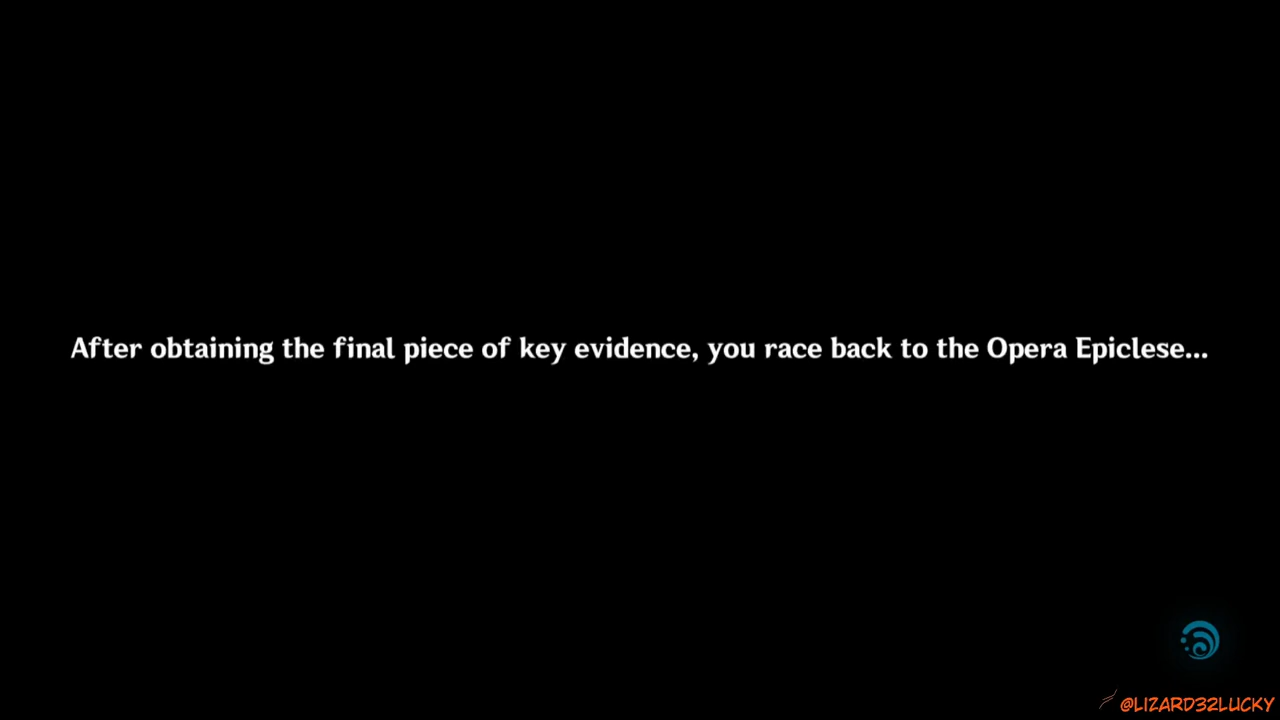 After obtaining the final piece of key evidence, you race back to the Opera Epiclese...
@LIZARD32LUCKY